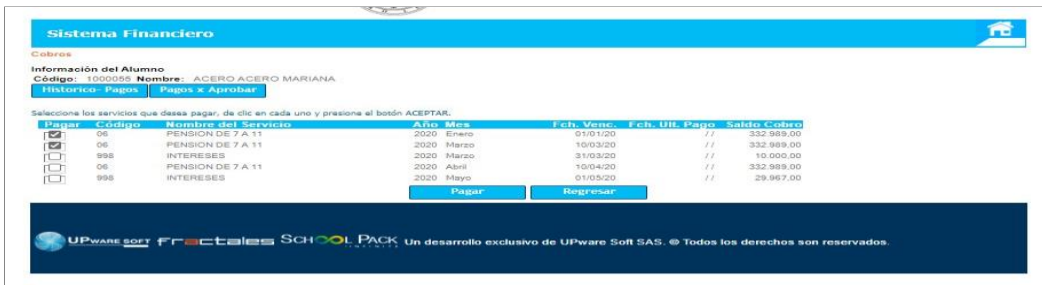 Sistema Financiero
Cobros
Información del Alumno
Código: 1000055 Nombre: ACERO ACERO MARIANA
Historico- Pagos Pagos x Aprobar
Seleccione los servicios que desea pagar, de clic en cada uno y presione el botón ACEPTAR.
Pagar Código Nombre del Servicio Año Mes Fch. Venc. Fch. Ult. Pago Saldo Cobro
06 PENSION DE 7 A 11 2020 Enero 01/01/20 / / 332.989,00
06 PENSION DE 7 A 11 2020 Marzo 10/03/20 / / 332.989,00
998 INTERESES 2020 Marzo 31/03/20 / / 10.000,00
06 PENSION DE 7 A 11 2020 Abril 10/04/20 / / 332.989,00
998 INTERESES 2020 Mayo 01/05/20 / / 29.967,00
Pagar Regresar
UPWARE SOFT Fractales SCHOOL PACK Un desarrollo exclusivo de UPware Soft SAS. © Todos los derechos son reservados.